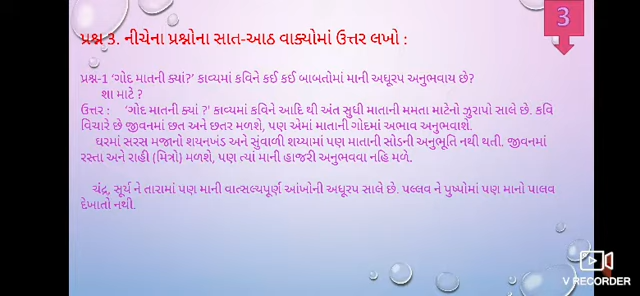 3
પ્રશ્ન 3. નીચેના પ્રશ્નોના સાત-આઠ વાક્યોમાં ઉત્તર લખો :
પ્રશ્ન-1 ‘ગોદ માતની ક્યાં?’ કાવ્યમાં કવિને કઈ કઈ બાબતોમાં માની અધૂરપ અનુભવાય છે?
શા માટે ?
ઉત્તર : ‘ગોદ માતની ક્યાં ?' કાવ્યમાં કવિને આદિ થી અંત સુધી માતાની મમતા માટેનો ઝુરાપો સાલે છે. કવિ
વિચારે છે જીવનમાં છત અને છતર મળશે, પણ એમાં માતાની ગોદમાં અભાવ અનુભવાશે.
ઘરમાં સરસ મજાનો શયનખંડ અને સુંવાળી શય્યામાં પણ માતાની સોડની અનુભૂતિ નથી થતી. જીવનમાં
રસ્તા અને રાહી (મિત્રો) મળશે, પણ ત્યાં માની હાજરી અનુભવવા નહિ મળે.
ચંદ્ર, સૂર્ય ને તારામાં પણ માની વાત્સલ્યપૂર્ણ આંખોની અધૂરપ સાલે છે. પલ્લવ ને પુષ્પોમાં પણ માનો પાલવ
દેખાતો નથી.
V RECORDER